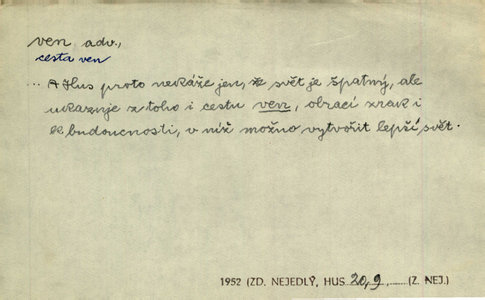 ven adv.,
cesta ven
... A Hus proto nekáže jen, že svět je špatný, ale
ukazuje z toho i cestu ven, obrací zrak i
k budoucnosti, v níž možno vytvořit lepší svět.
1952 (ZD. NEJEDLÝ, HUS 20, 9 (Z. NEJ.)